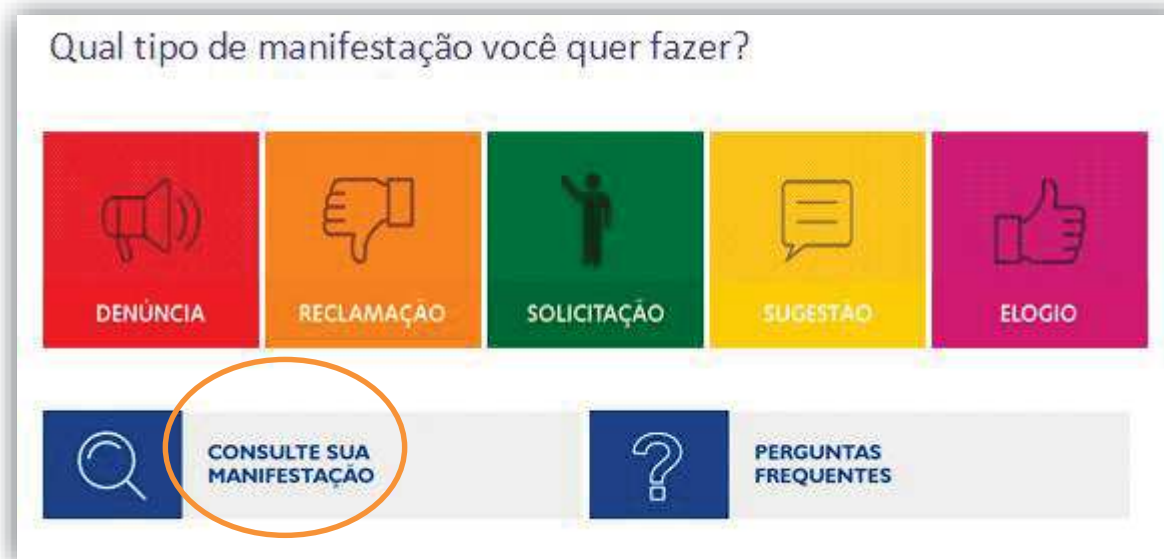 Qual tipo de manifestação você quer fazer?
DENÚNCIA
RECLAMAÇÃO
SOLICITAÇÃO
SUGESTÃO
ELOGIO
CONSULTE SUA
MANIFESTAÇÃO
PERGUNTAS
FREQUENTES